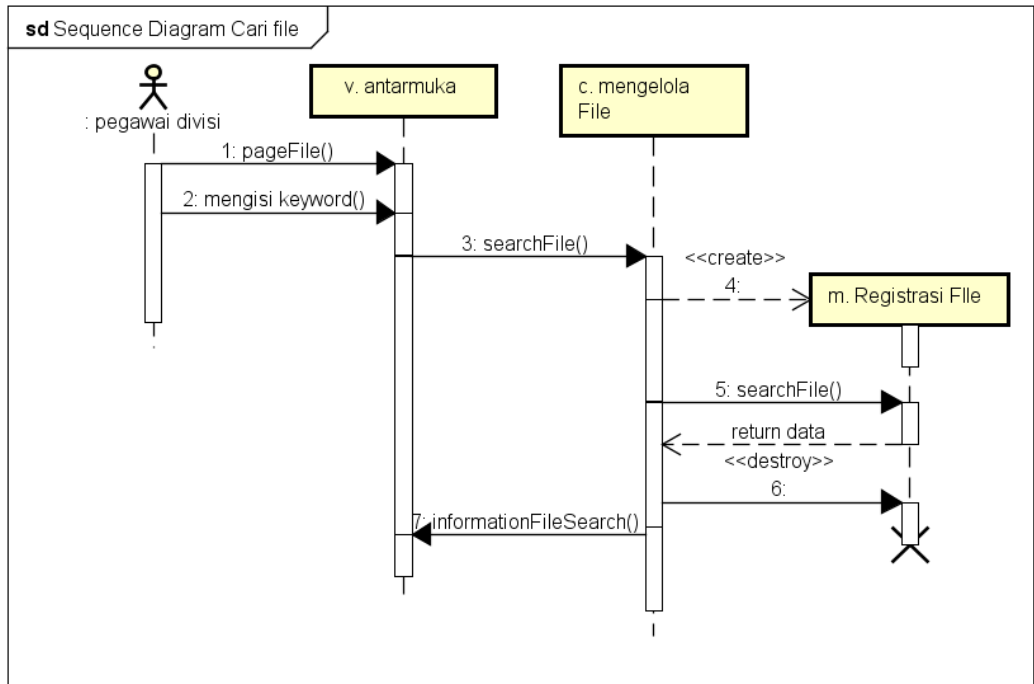 sd Sequence Diagram Cari file
: pegawai divisi
v. antarmuka
c. mengelola
File
1: pageFile()
2: mengisi keyword()
3: searchFile()
<<create>>
4:
m. Registrasi FIle
5: searchFile()
return data
<<destroy>>
6:
7: informationFileSearch()